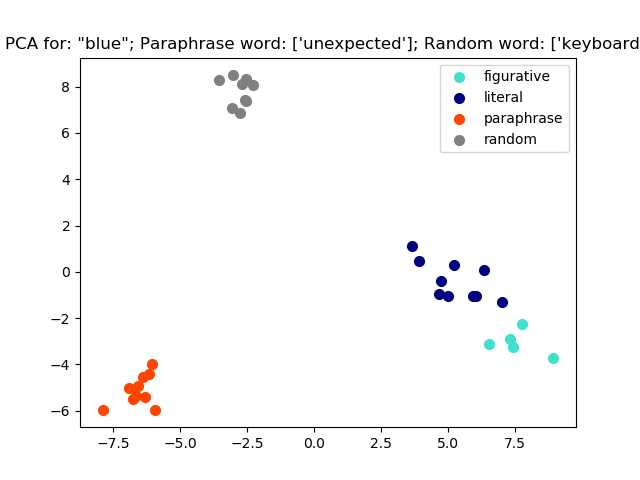 PCA for: "blue"; Paraphrase word: ['unexpected']; Random word: ['keyboard
figurative
literal
paraphrase
random
8
6
4
2
0
−2
−4
−6
−7.5 −5.0 −2.5 0.0 2.5 5.0 7.5